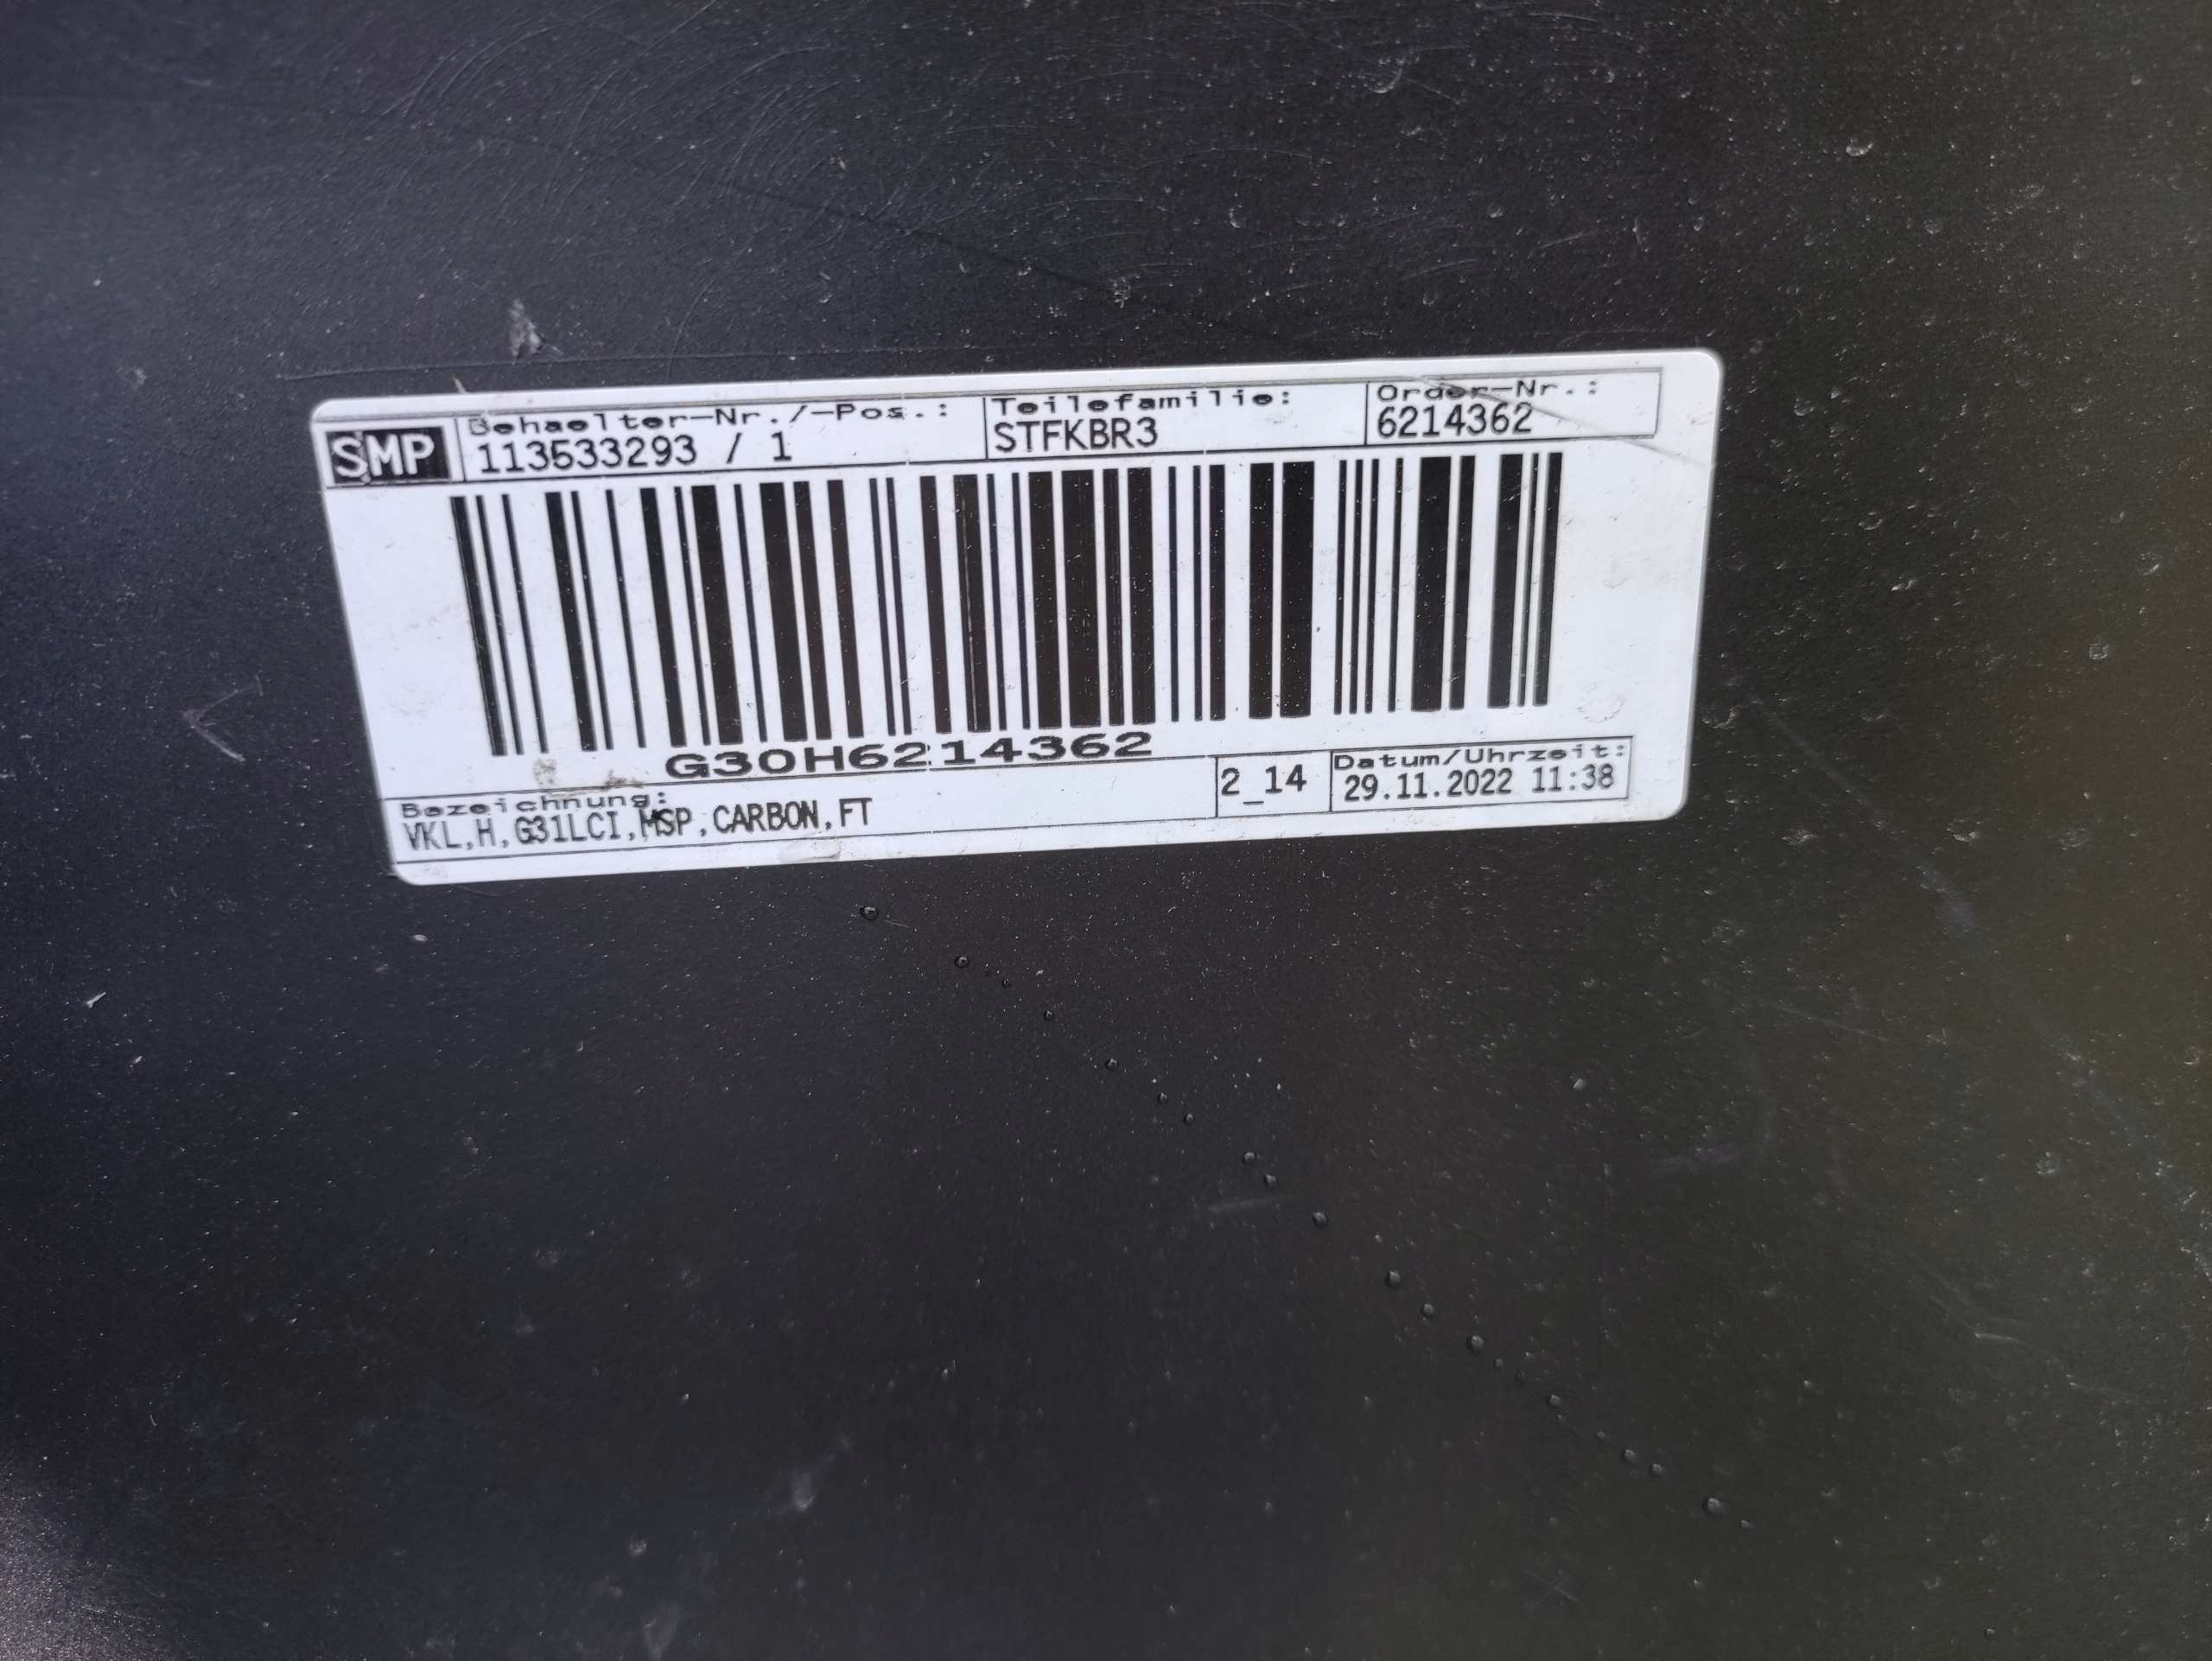 SMP
Behaelter-Nr./-Pos.: Teilefamilie: Order-Nr.:
113533293 / 1 STFKBR3 6214362
G30H6214362
Bezeichnung: 2_14 Datum/Uhrzeit:
VKL,H,G31LCI,MSP,CARBON,FT 29.11.2022 11:38